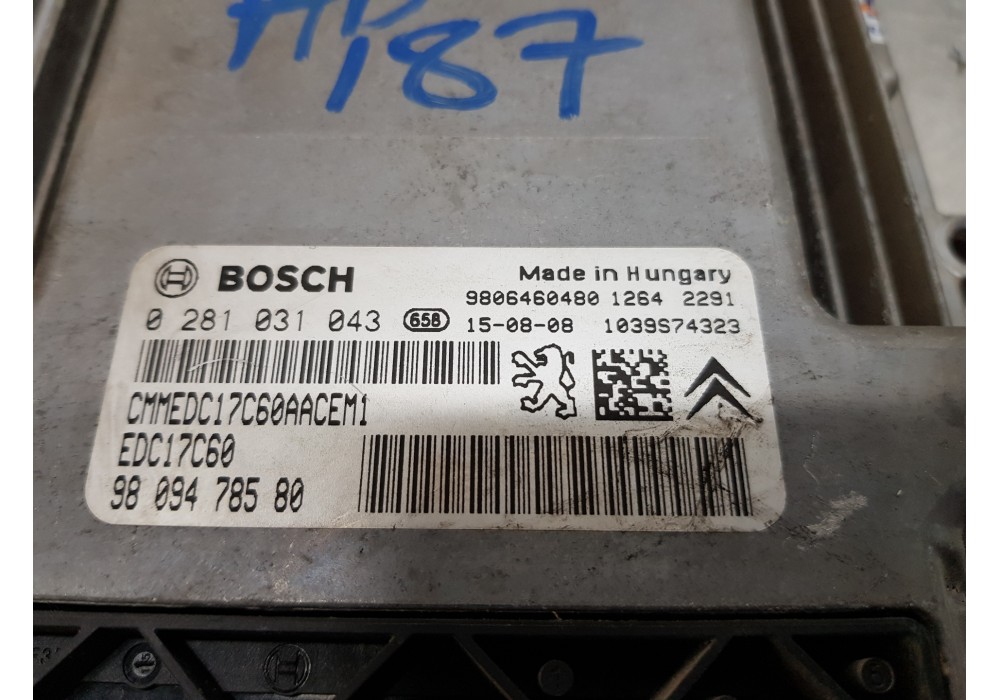 187
BOSCH
Made in Hungary
9806460480 1264 2291
0 281 031 043 658 15-08-08 1039S74323
CMMEDC17C60AACEM1
EDC17C60
98 094 785 80